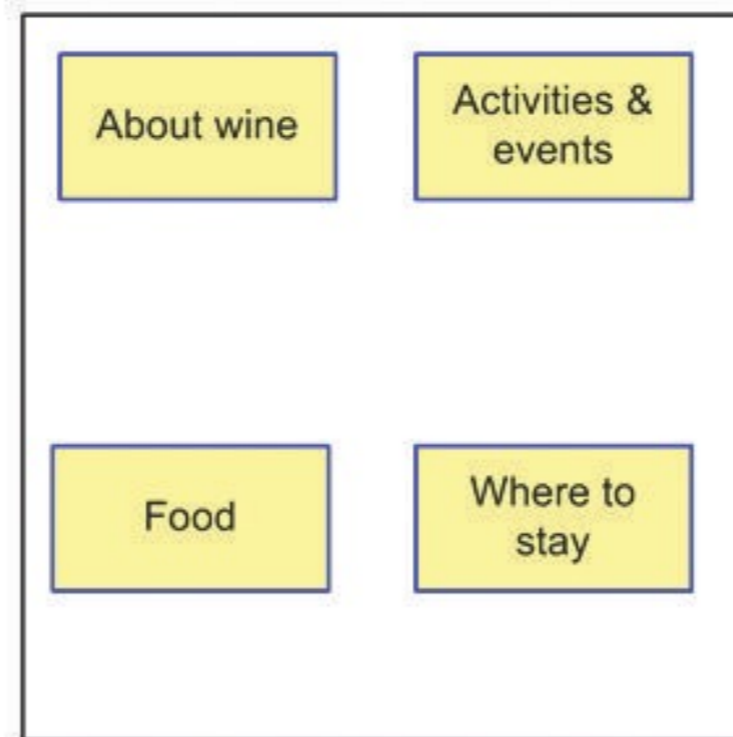 About wine
Activities &
events
Food
Where to
stay